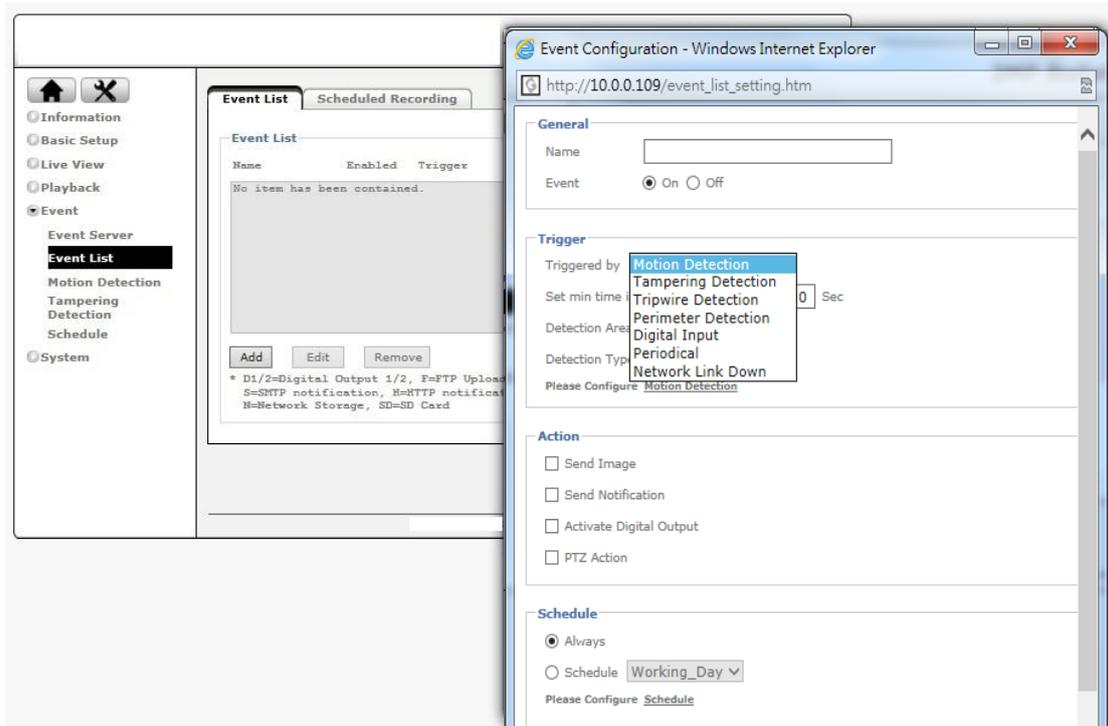 Information
Basic Setup
Live View
Playback
Event
Event Server
Event List
Motion Detection
Tampering
Detection
Schedule
System
Event List Scheduled Recording
Event List
Name Enabled Trigger
No item has been contained.
Add Edit Remove
* D1/2=Digital Output 1/2, F=FTP Upload
S=SMTP notification, H=HTTP
N=Network Storage, SD=SD Card
Event Configuration - Windows Internet Explorer
http://10.0.0.109/event_list_setting.htm
General
Name
Event On Off
Trigger
Triggered by Motion Detection
Tampering Detection
Tripwire Detection
Perimeter Detection
Digital Input
Periodical
Network Link Down
Set min time 0 Sec
Detection
Detection
Please Configure Motion Detection
Action
Send Image
Send Notification
Activate Digital Output
PTZ Action
Schedule
Always
Schedule Working_Day
Please Configure Schedule